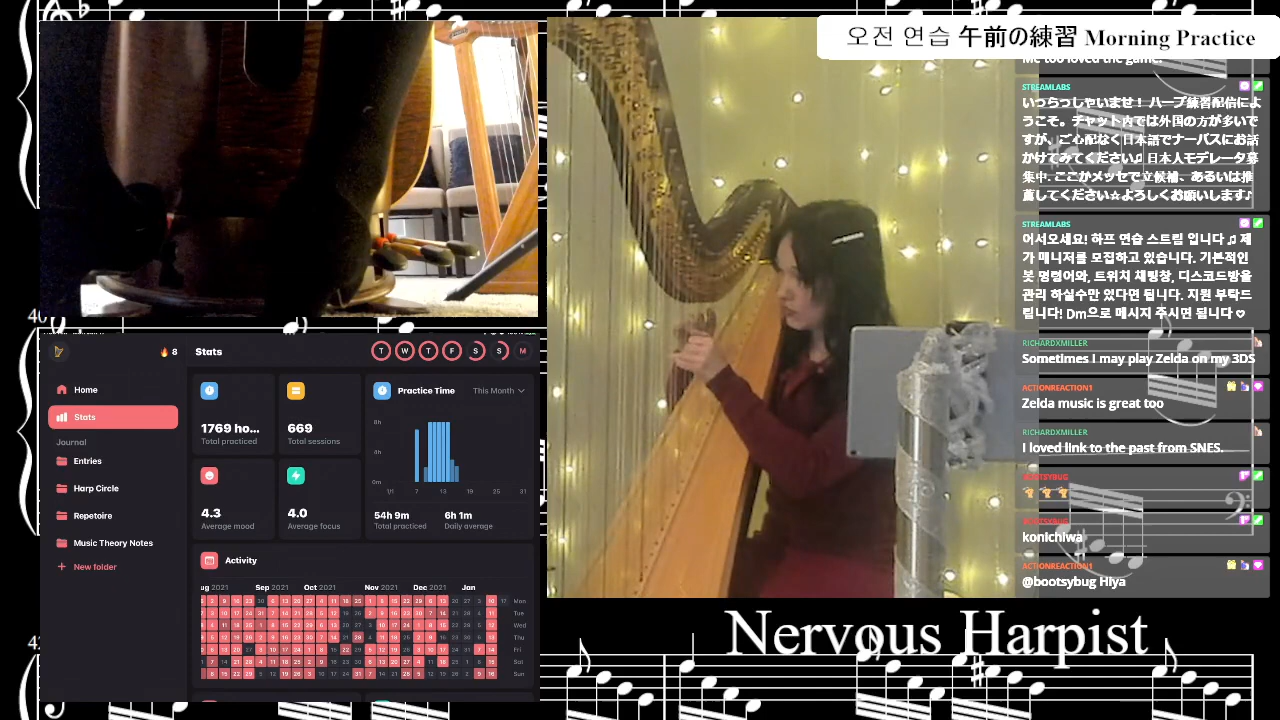 오전 연습 午前の練習 Morning Practice
Me too loved the game.
STREAMLABS
いらっしゃいませ！ ハープ練習配信によ
うこそ。チャット内では外国の方が多いで
すが、ご心配なく日本語でナーバスにお話
かけてみてください♫ 日本人モデレータ募
集中. ここかメッセで立候補、あるいは推
薦してください☆よろしくお願いします♪
STREAMLABS
어서오세요! 하프 연습 스트림 입니다 ♫ 제
가 매니저를 모집하고 있습니다. 기본적인
봇 명령어와, 트위치 채팅창, 디스코드방을
관리 하실수만 있다면 됩니다. 지원 부탁드
립니다! Dm으로 메시지 주시면 됩니다 ♡
RICHARDXMILLER
Sometimes I may play Zelda on my 3DS
ACTIONREACTION1
Zelda music is great too
RICHARDXMILLER
I loved link to the past from SNES.
BOOTSYBUG
BOOTSYBUG
konichiwa
ACTIONREACTION1
@bootsybug Hiya
8
Stats
T W T F S S M
Home
Stats
Journal
Entries
Harp Circle
Repetoire
Music Theory Notes
New folder
1769 ho...
Total practiced
669
Total sessions
4.3
Average mood
4.0
Average focus
Practice Time
This Month
8h
4h
0m
1/1 7 13 19 25 31
54h 9m
Total practiced
6h 1m
Daily average
Activity
ug 2021 Sep 2021 Oct 2021 Nov 2021 Dec 2021 Jan
Mon
Tue
Wed
Thu
Fri
Sat
Sun
Nervous Harpist